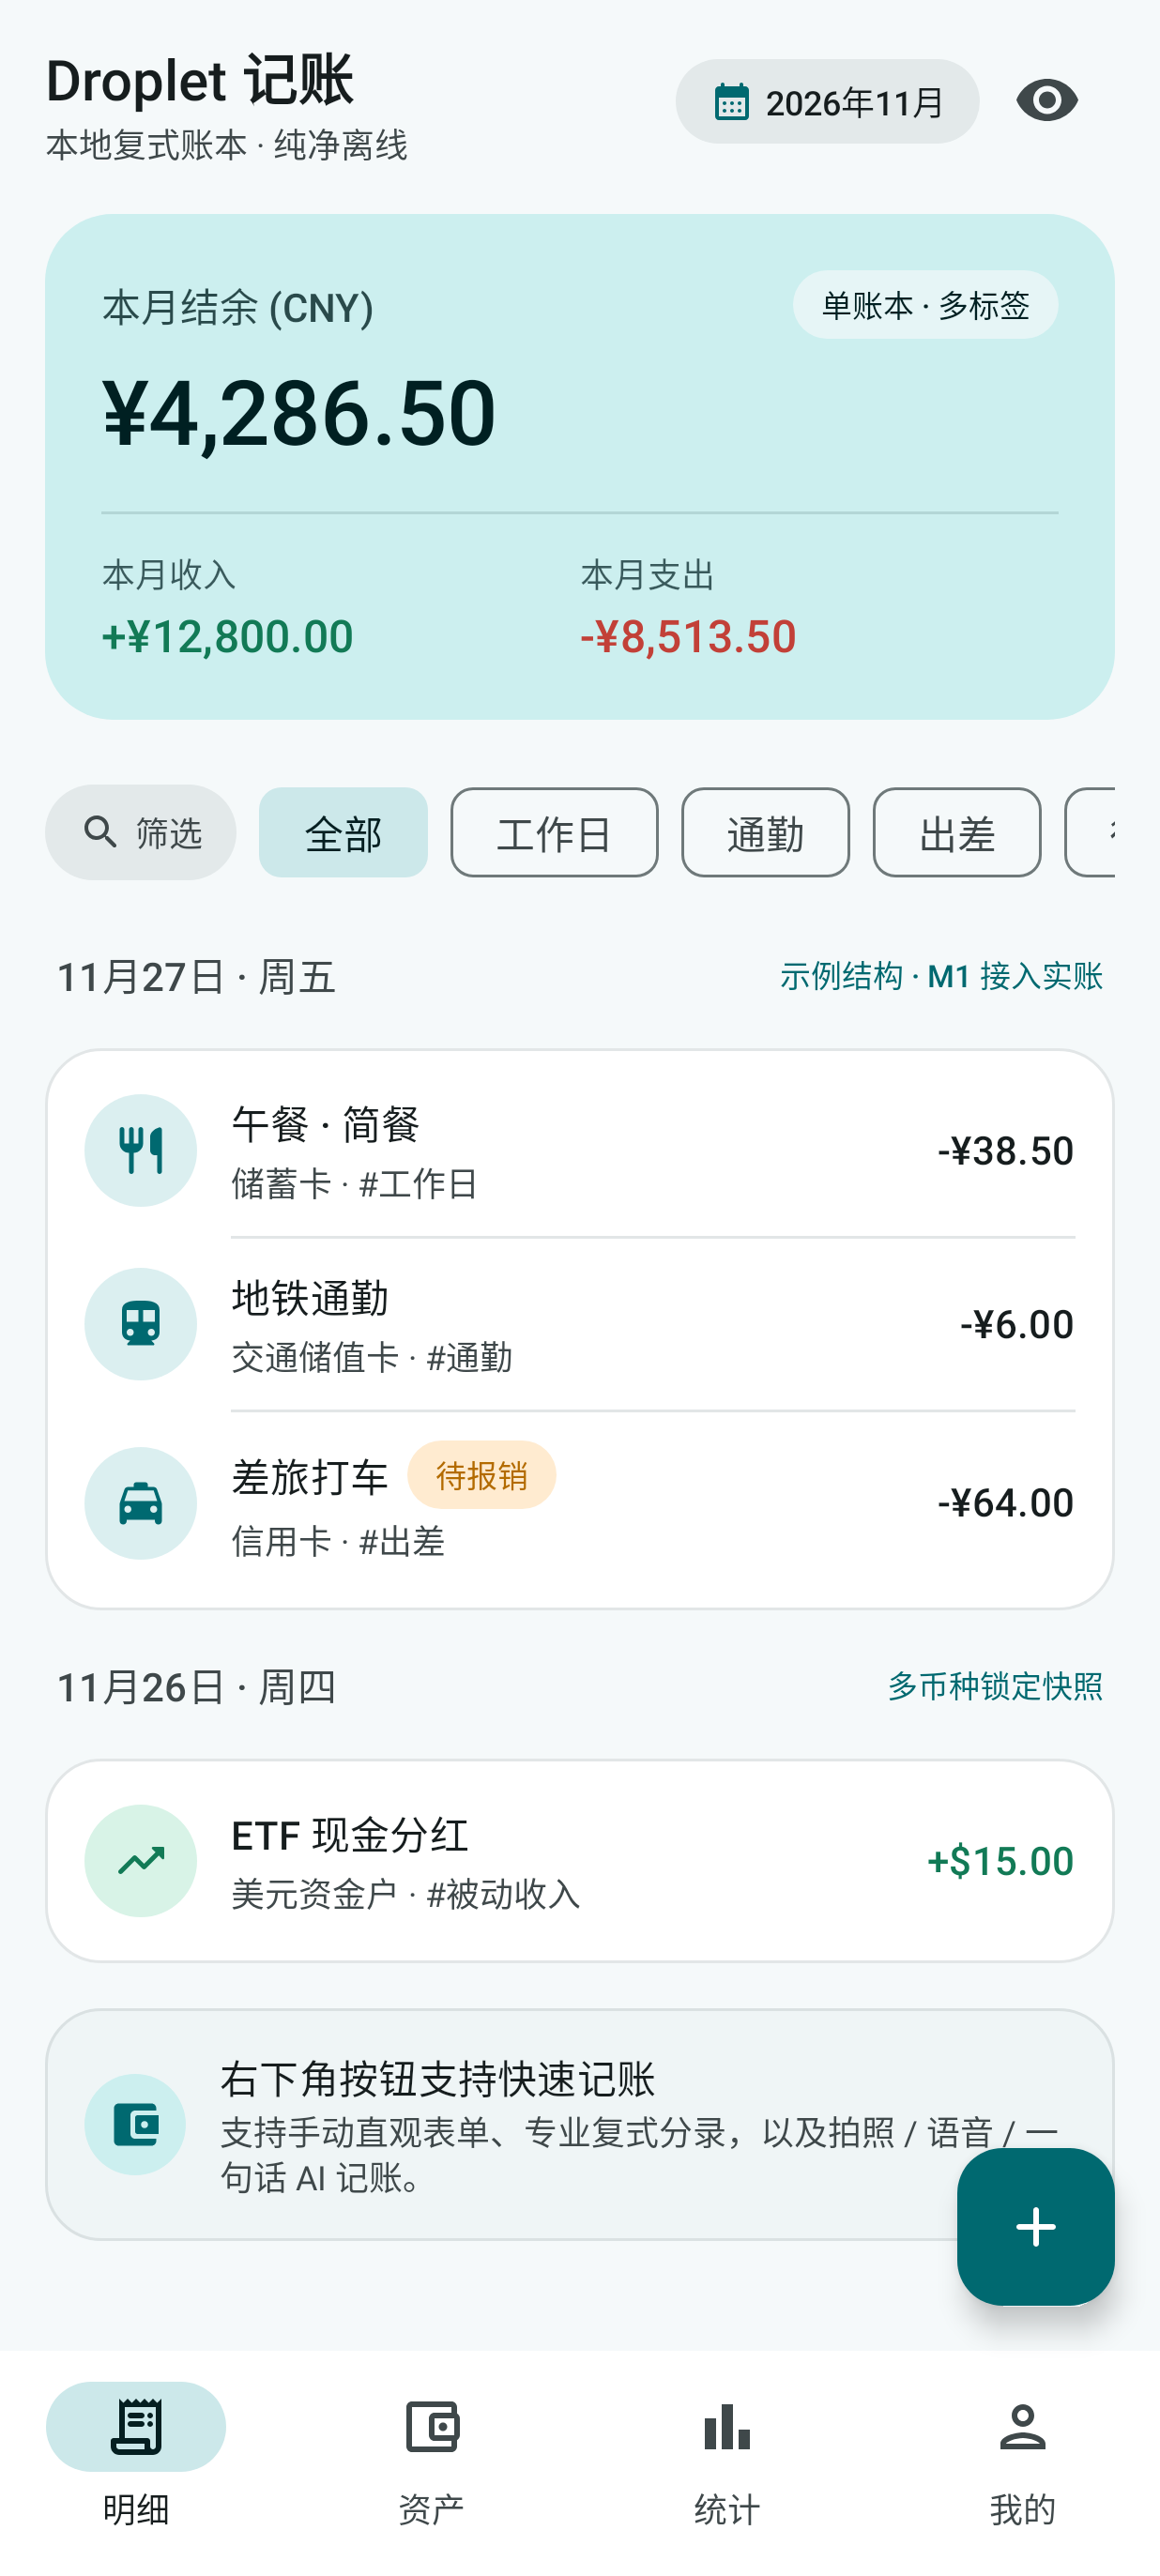 Droplet 记账
本地复式账本 · 纯净离线
2026年11月
本月结余 (CNY)
单账本 · 多标签
¥4,286.50
本月收入
本月支出
+¥12,800.00
-¥8,513.50
筛选
全部
工作日
通勤
出差
11月27日 · 周五
示例结构 · M1 接入实账
午餐 · 简餐
储蓄卡 · #工作日
-¥38.50
地铁通勤
交通储值卡 · #通勤
-¥6.00
差旅打车
待报销
信用卡 · #出差
-¥64.00
11月26日 · 周四
多币种锁定快照
ETF 现金分红
美元资金户 · #被动收入
+$15.00
右下角按钮支持快速记账
支持手动直观表单、专业复式分录，以及拍照 / 语音 / 一
句话 AI 记账。
明细
资产
统计
我的